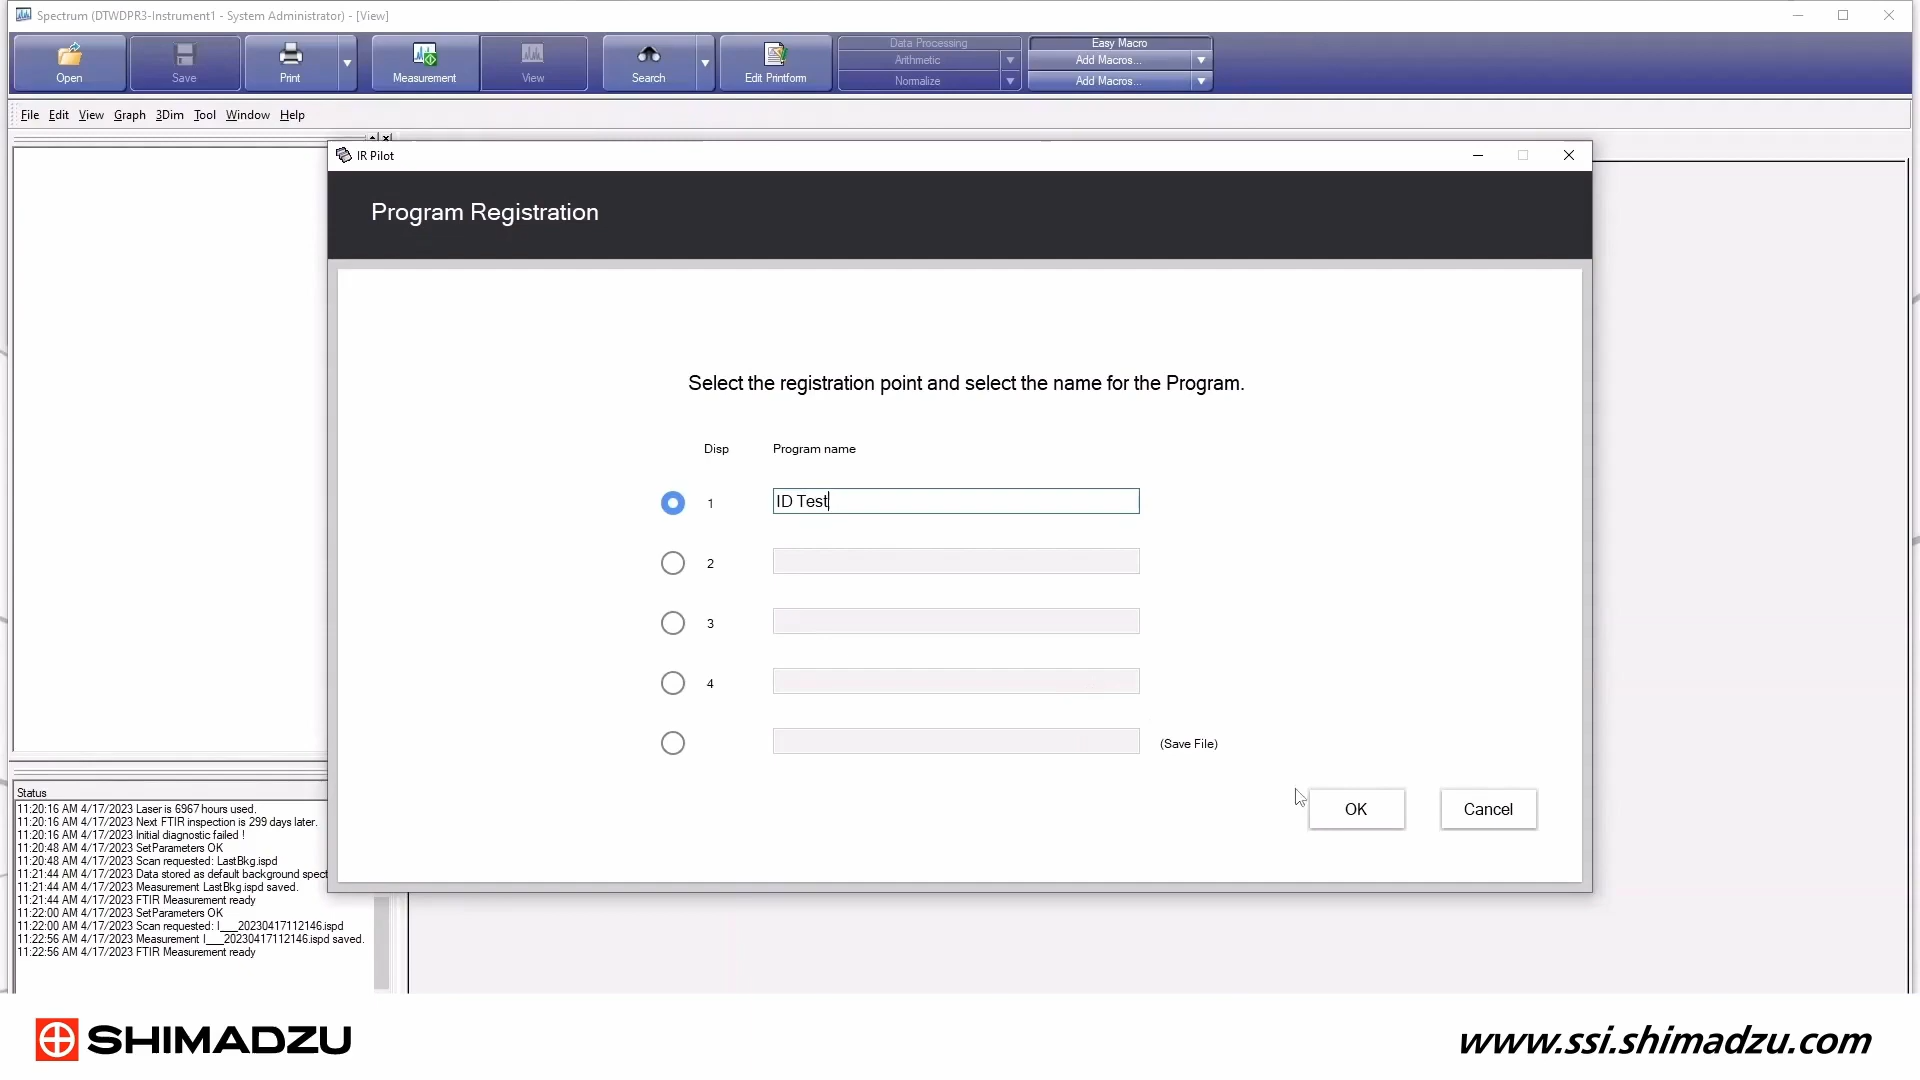 Spectrum (DTWDPR3-Instrument1 - System Administrator) - [View]
Open
Save
Print
Measurement
View
Search
Edit Printform
Data Processing
Arithmetic
Normalize
Easy Macro
Add Macros...
Add Macros...
File Edit View Graph 3Dim Tool Window Help
IR Pilot
Program Registration
Select the registration point and select the name for the Program.
Disp Program name
1 ID Test
2
3
4
(Save File)
OK Cancel
Status
11:20:16 AM 4/17/2023 Laser is 6967 hours used.
11:20:16 AM 4/17/2023 Next FTIR inspection is 299 days later.
11:20:16 AM 4/17/2023 Initial diagnostic failed !
11:20:48 AM 4/17/2023 SetParameters OK
11:20:48 AM 4/17/2023 Scan requested: LastBkg.ispd
11:21:44 AM 4/17/2023 Data stored as default background spect
11:21:44 AM 4/17/2023 Measurement LastBkg.ispd saved.
11:21:44 AM 4/17/2023 FTIR Measurement ready
11:22:00 AM 4/17/2023 SetParameters OK
11:22:00 AM 4/17/2023 Scan requested: I___20230417112146.ispd
11:22:56 AM 4/17/2023 Measurement I___20230417112146.ispd saved.
11:22:56 AM 4/17/2023 FTIR Measurement ready
SHIMADZU
www.ssi.shimadzu.com